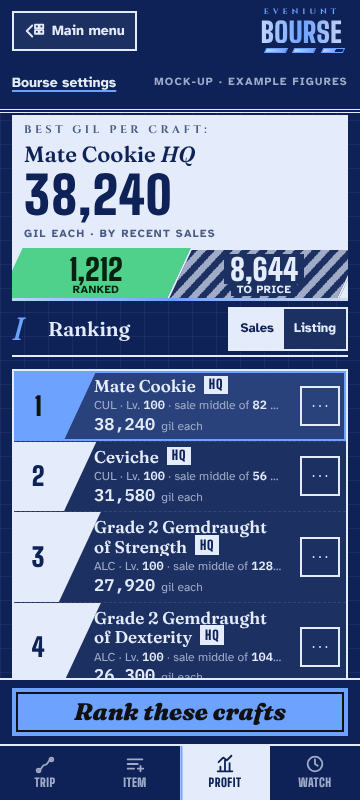 Main menu
EVENIUNT
BOURSE
Bourse settings
MOCK-UP · EXAMPLE FIGURES
BEST GIL PER CRAFT:
Mate Cookie HQ
38,240
GIL EACH · BY RECENT SALES
1,212
RANKED
8,644
TO PRICE
I Ranking
Sales Listing
1
Mate Cookie HQ
CUL · Lv. 100 · sale middle of 82 ...
38,240 gil each
...
2
Ceviche HQ
CUL · Lv. 100 · sale middle of 56 ...
31,580 gil each
...
3
Grade 2 Gemdraught
of Strength HQ
ALC · Lv. 100 · sale middle of 128...
27,920 gil each
...
4
Grade 2 Gemdraught
of Dexterity HQ
ALC · Lv. 100 · sale middle of 104...
26,300 gil each
...
Rank these crafts
TRIP
ITEM
PROFIT
WATCH